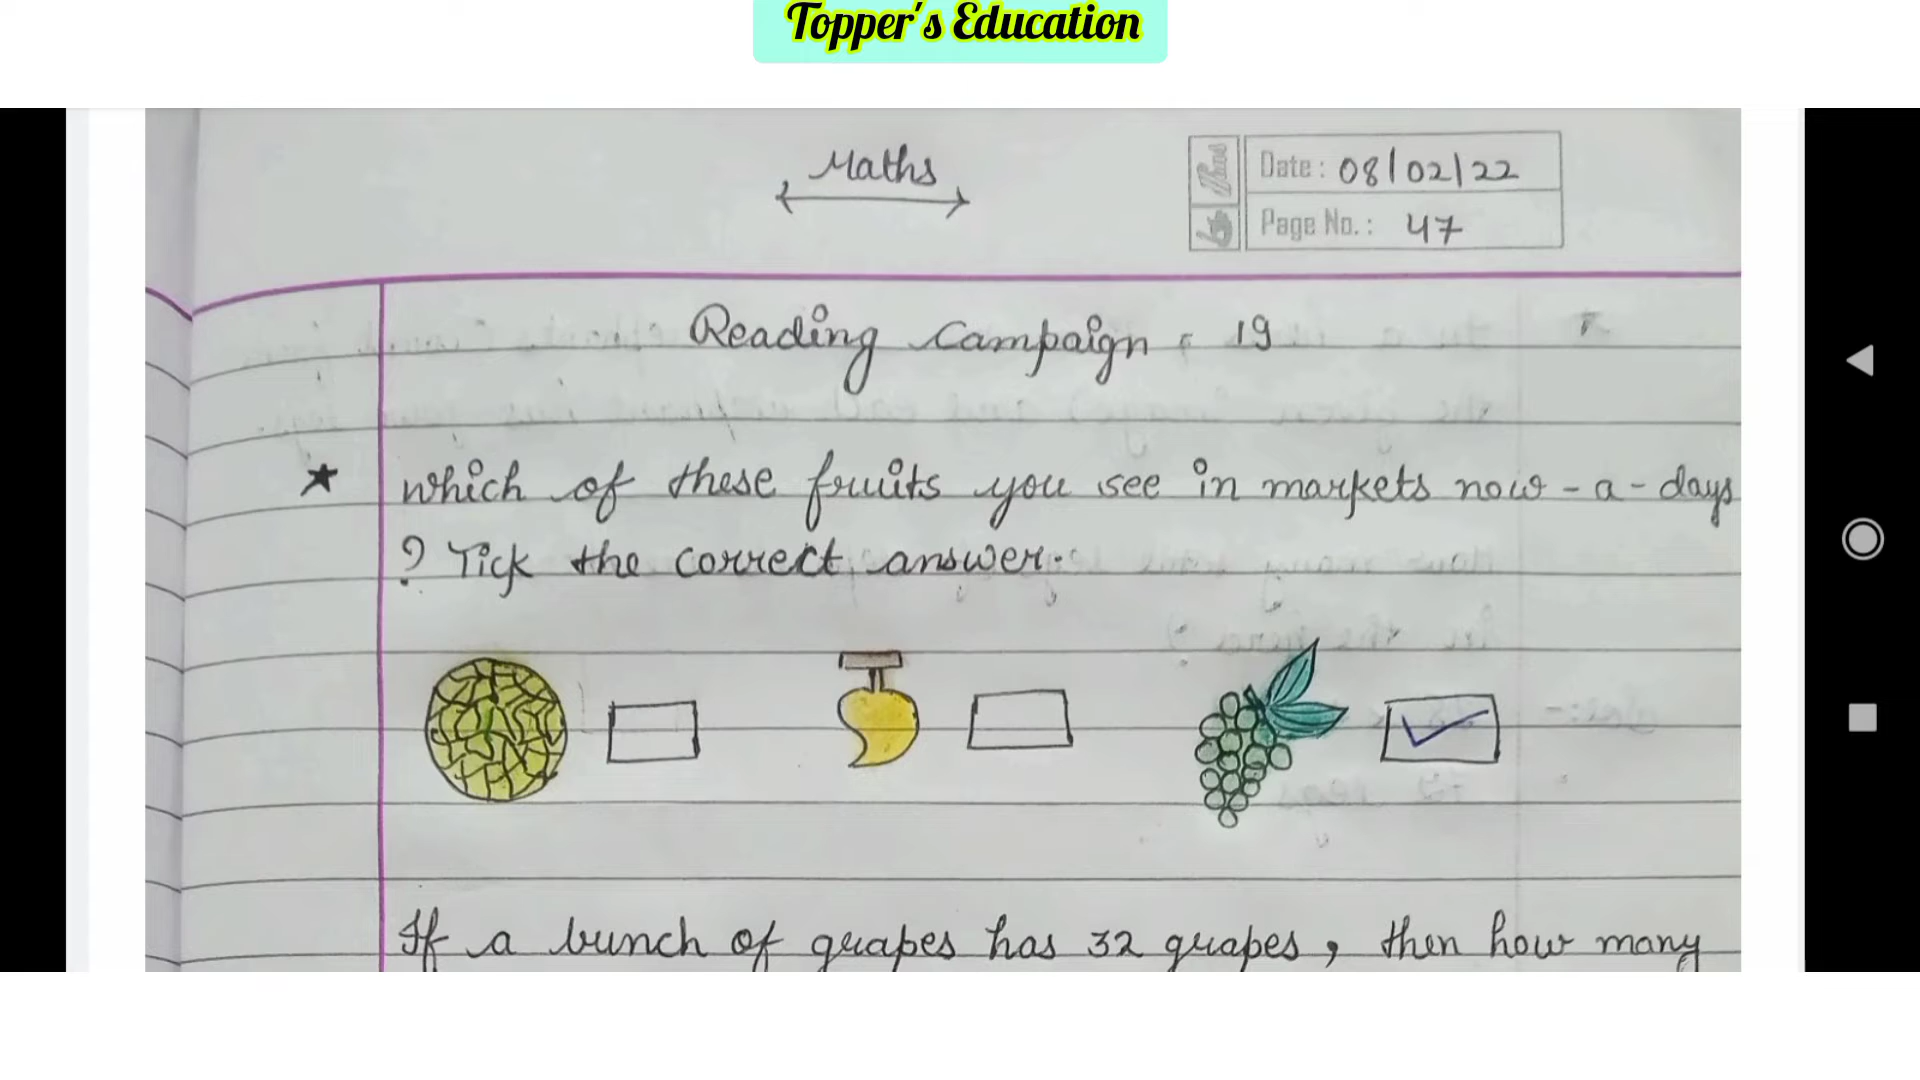 Topper's Education
Maths
Date: 08/02/22
Page No.: 47
Reading Campaign - 19
★ which of these fruits you see in markets now-a-days
? Tick the correct answer.
If a bunch of grapes has 32 grapes, then how many